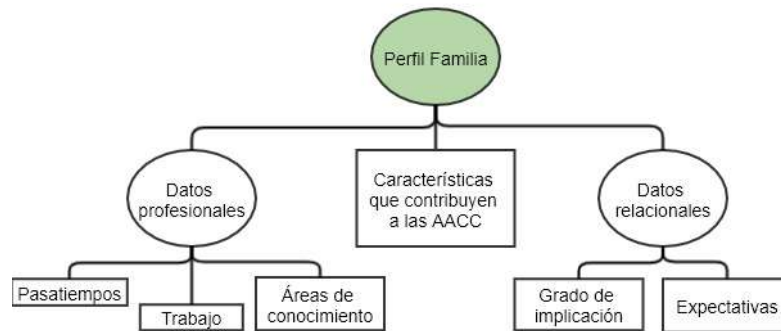 Perfil Familia
Datos
profesionales
Características
que contribuyen
a las AACC
Datos
relacionales
Pasatiempos
Trabajo
Áreas de
conocimiento
Grado de
implicación
Expectativas